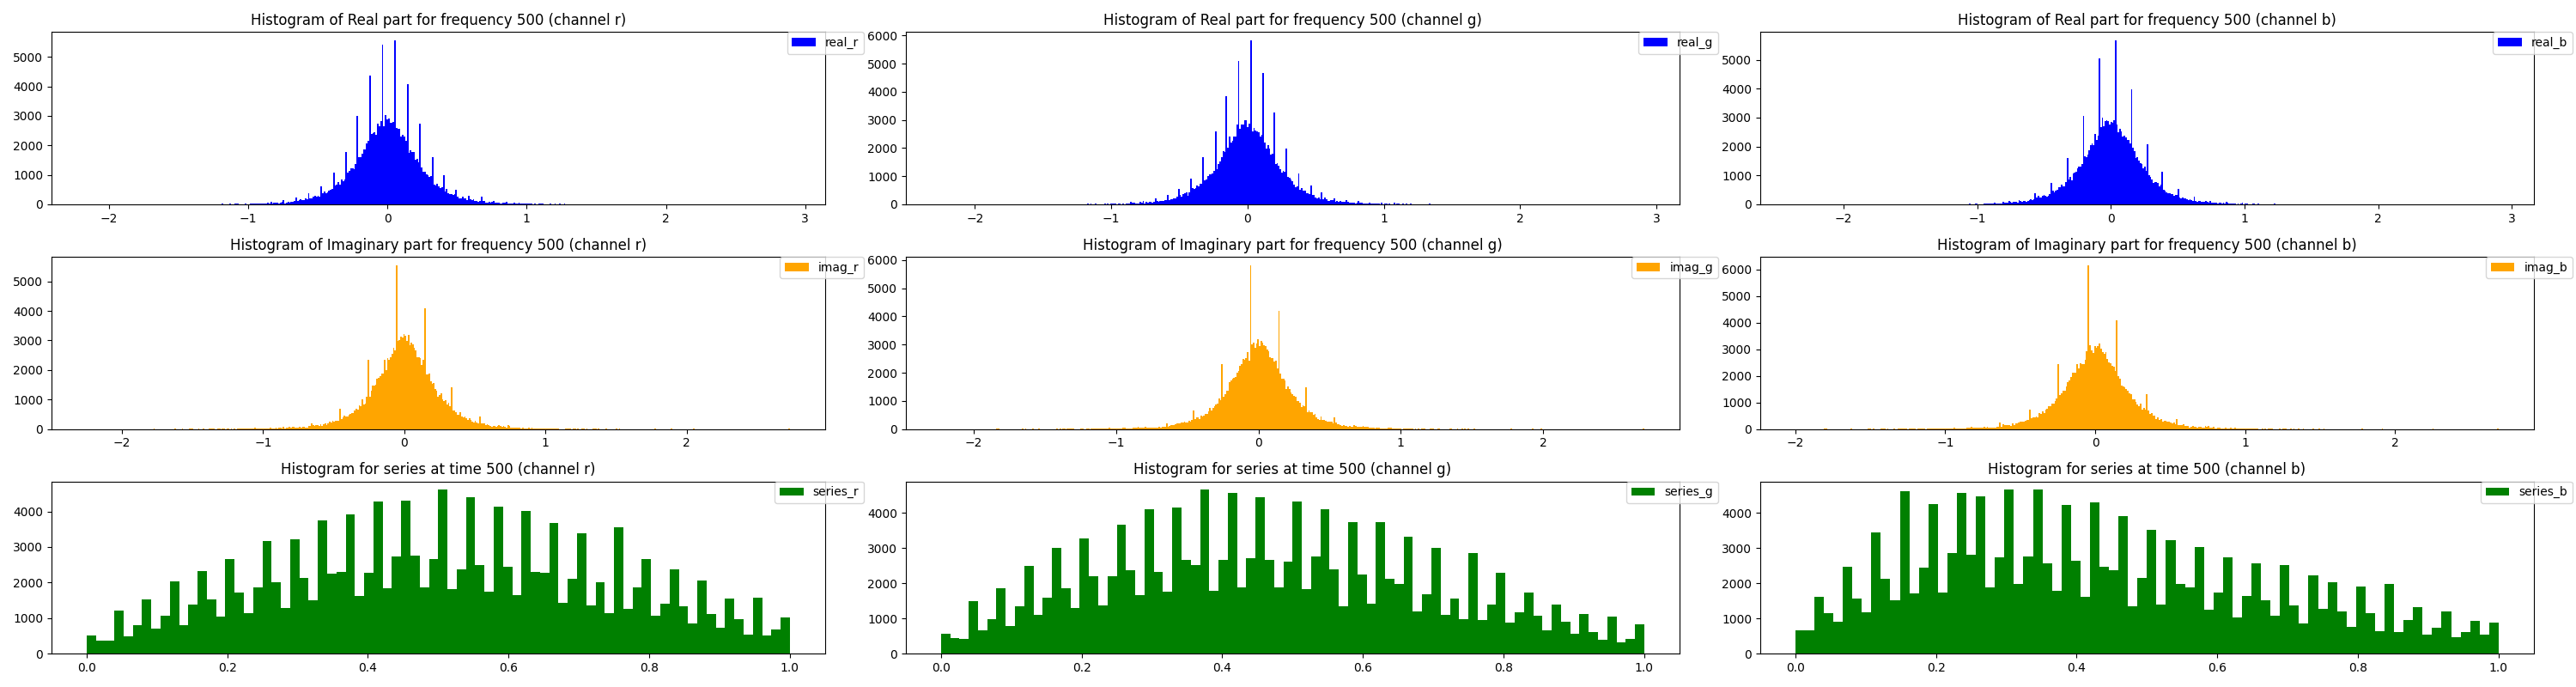 Histogram of Real part for frequency 500 (channel r)
real_r
5000
4000
3000
2000
1000
0
−2 −1 0 1 2 3
Histogram of Real part for frequency 500 (channel g)
real_g
6000
5000
4000
3000
2000
1000
0
−2 −1 0 1 2 3
Histogram of Real part for frequency 500 (channel b)
real_b
5000
4000
3000
2000
1000
0
−2 −1 0 1 2 3
Histogram of Imaginary part for frequency 500 (channel r)
imag_r
5000
4000
3000
2000
1000
0
−2 −1 0 1 2
Histogram of Imaginary part for frequency 500 (channel g)
imag_g
6000
5000
4000
3000
2000
1000
0
−2 −1 0 1 2
Histogram of Imaginary part for frequency 500 (channel b)
imag_b
6000
5000
4000
3000
2000
1000
0
−2 −1 0 1 2
Histogram for series at time 500 (channel r)
series_r
4000
3000
2000
1000
0
0.0 0.2 0.4 0.6 0.8 1.0
Histogram for series at time 500 (channel g)
series_g
4000
3000
2000
1000
0
0.0 0.2 0.4 0.6 0.8 1.0
Histogram for series at time 500 (channel b)
series_b
4000
3000
2000
1000
0
0.0 0.2 0.4 0.6 0.8 1.0